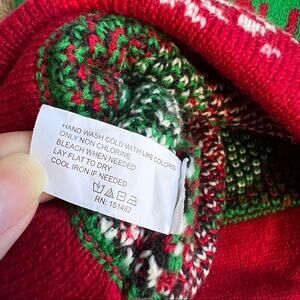 HAND WASH COLD WITH LIKE COLORS
ONLY NON CHLORINE
BLEACH WHEN NEEDED
LAY FLAT TO DRY
COOL IRON IF NEEDED
RN: 151482